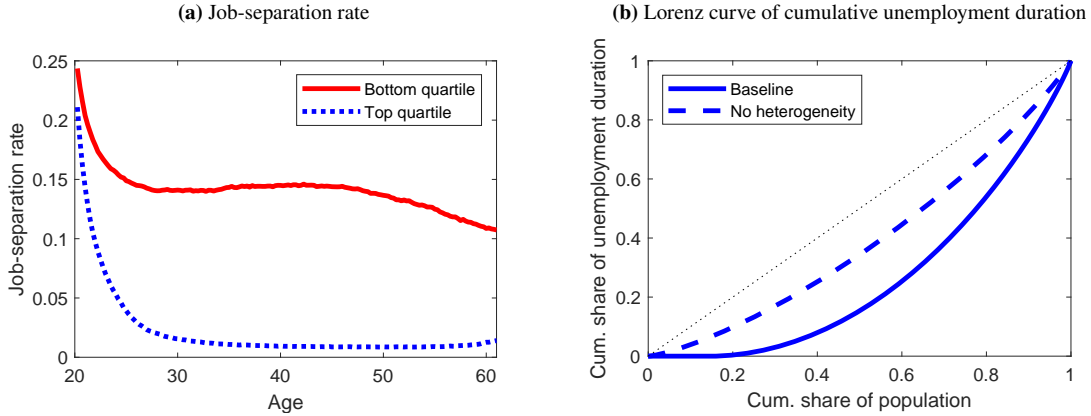 (a) Job-separation rate
0.25
0.2
0.15
0.1
0.05
0
20
30
40
50
60
Job-separation rate
Age
Bottom quartile
Top quartile
(b) Lorenz curve of cumulative unemployment duration
1
0.8
0.6
0.4
0.2
0
0
0.2
0.4
0.6
0.8
1
Cum. share of unemployment duration
Cum. share of population
Baseline
No heterogeneity